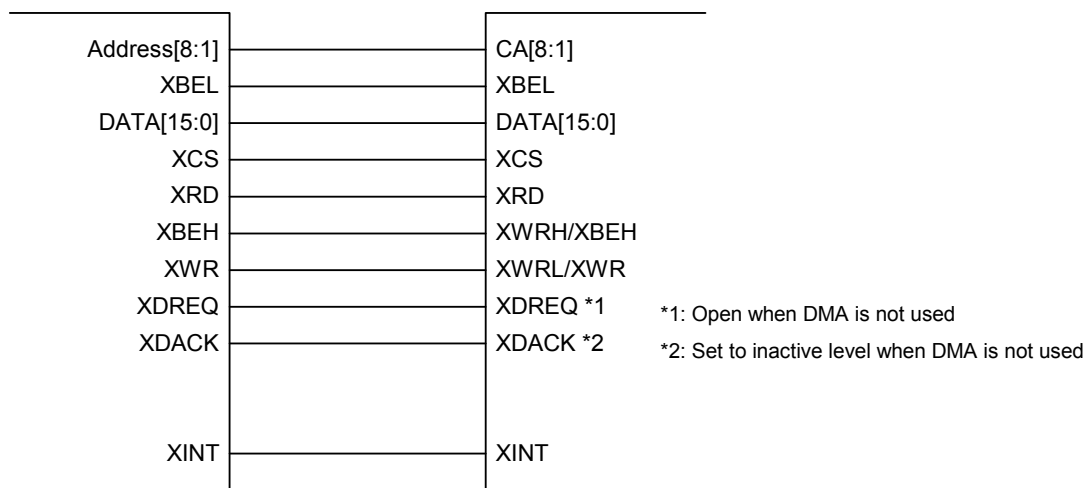 Address[8:1] CA[8:1]
XBEL XBEL
DATA[15:0] DATA[15:0]
XCS XCS
XRD XRD
XBEH XWRH/XBEH
XWR XWRL/XWR
XDREQ XDREQ *1 *1: Open when DMA is not used
XDACK XDACK *2 *2: Set to inactive level when DMA is not used
XINT XINT